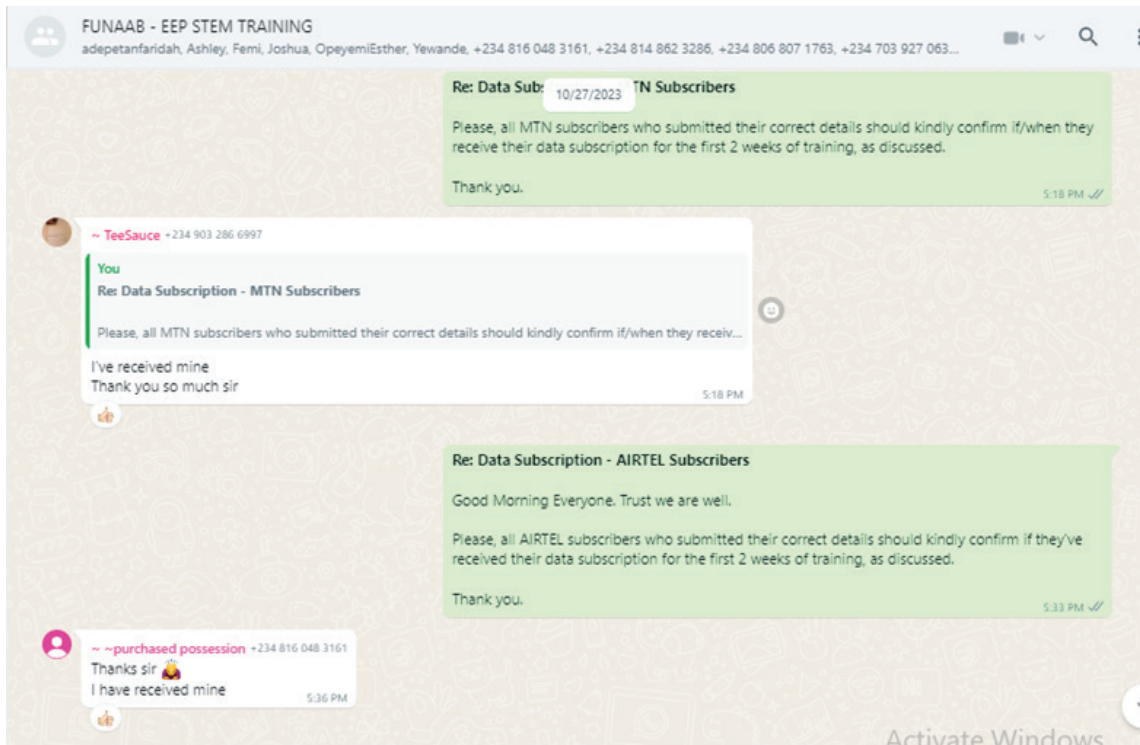 FUNAAB - EEP STEM TRAINING
adepetanfaridah, Ashley, Femi, Joshua, OpeyemiEsther, Yewande, +234 816 048 3161, +234 814 862 3286, +234 806 807 1763, +234 703 927 063...
10/27/2023
Re: Data Sub TN Subscribers
Please, all MTN subscribers who submitted their correct details should kindly confirm if/when they
receive their data subscription for the first 2 weeks of training, as discussed.
Thank you.
5:18 PM
~ TeeSauce +234 903 286 6997
You
Re: Data Subscription - MTN Subscribers
Please, all MTN subscribers who submitted their correct details should kindly confirm if/when they receiv...
I've received mine
Thank you so much sir
5:18 PM
Re: Data Subscription - AIRTEL Subscribers
Good Morning Everyone. Trust we are well.
Please, all AIRTEL subscribers who submitted their correct details should kindly confirm if they've
received their data subscription for the first 2 weeks of training, as discussed.
Thank you.
5:33 PM
~ ~purchased possession +234 816 048 3161
Thanks sir 🙇
I have received mine
5:36 PM
Activate Windows